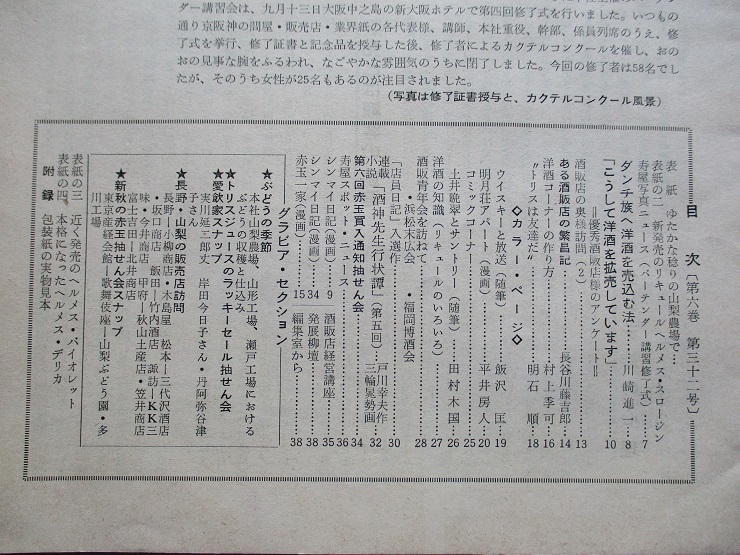 ダー講習会は、九月十三日大阪中之島の新大阪ホテルで第四回修了式を行いました。いつもの
通り京阪神の問屋・販売店・業界紙の各代表様、講師、本社重役、幹部、係員列席のうえ、修
了式を挙行、修了証書と記念品を授与した後、修了者によるカクテルコンクールを催し、おの
おの見事な腕をふるわれ、なごやかな雰囲気のうちに閉了しました。今回の修了者は58名でし
たが、そのうち女性が25名もあるのが注目されました。
(写真は修了証書授与と、カクテルコンクール風景)
目 次〔第六巻 第三十二号〕
表 紙 ゆたかな稔りの山梨農場で…
表紙の二 新発売のリキュールヘルメス・スロージン
寿屋写真ニュース(バーテンダー講習修了式)…7
ダンチ族へ洋酒を売込む法…川崎進一…8
「こうして洋酒を拡売しています」…10
＝優秀酒販店様のアンケート＝
酒販店の奥様訪問(2)…13
ある酒販店の繁昌記…長谷川藤吉郎…14
洋酒コーナーの作り方…村上季可…16
〝トリスは友達だ〟…明石 順…18
◇カラー・ページ◇
ウイスキーと放送(随筆)…飯沢 匡…19
明月荘アパート(漫画)…平井房人…20
コミックコーナー…25
土井晩翠とサントリー(随筆)…田村木国…26
洋酒の知識(リキュールのいろいろ)…27
酒販青年会を訪ねて…28
・浜松末広会 ・福岡博酒会
「店員日記」入選作…30
連載小説「酒神先生行状譚」(第五回)…戸川幸夫作 三輪晁勢画…32
第六回赤玉買入通知抽せん会…34
寿屋スポット・ニュース…36
シンマイ日記(漫画)…9 酒販店経営講座…35
シンマイ日記(漫画)…34 発展柳壇…38
赤玉一家(漫画)…15 編集室から…38
グラビア・セクション
★ぶどうの季節
本社山梨農場、山形工場、瀬戸工場における
ぶどうの収穫と仕込み
★トリスジュースのラッキーセール抽せん会
★愛飲家スナップ
実川延二郎丈 岸田今日子さん・丹阿弥谷津
子さん
★長野・山梨の販売店訪問
長野・小柳商店・木島屋 松本―三代沢酒店
・坂口商店 飯田―竹内酒店 諏訪―KK三
味・今井商店 甲府―秋山土産店・笠井商店
富士吉田―北井商店
★新秋の赤玉抽せん会スナップ
東京産経会館―歌舞伎座―山梨ぶどう園・多
川工場
表紙の三 近く発売のヘルメス・バイオレット
表紙の四 本格になったヘルメス・デリカ
附 録 包装紙の実物見本